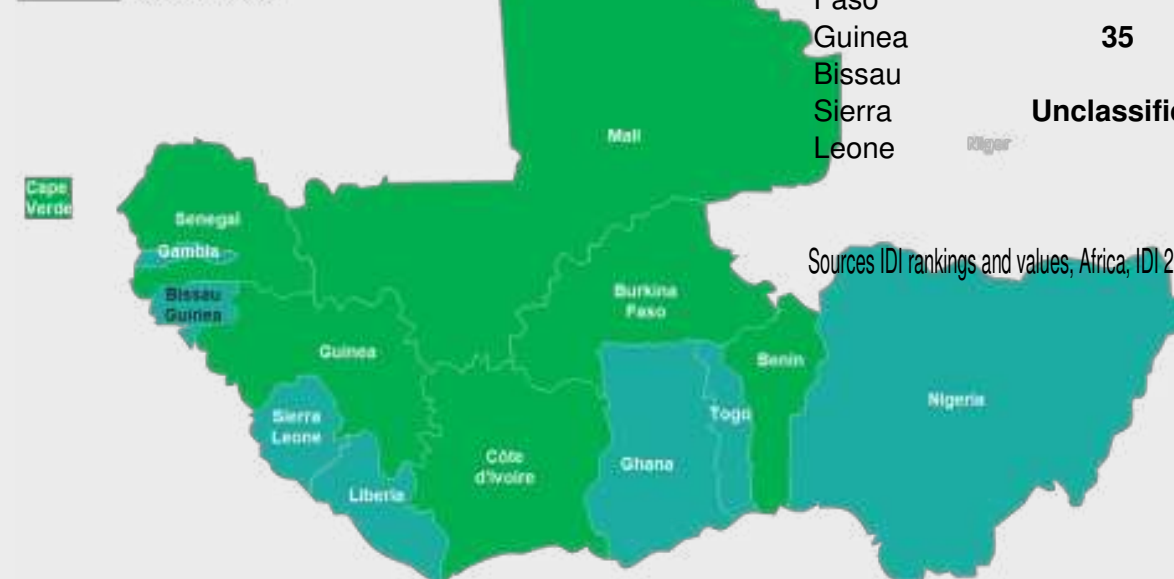 Faso
Guinea 35
Bissau
Sierra Unclassifie
Leone
Niger
Mali
Cape
Verde
Senegal
Gambia
Sources IDI rankings and values, Africa, IDI 2
Bissau
Guinea
Burkina
Faso
Guinea
Benin
Nigeria
Sierra
Leone
Togo
Côte
d'Ivoire
Ghana
Liberia